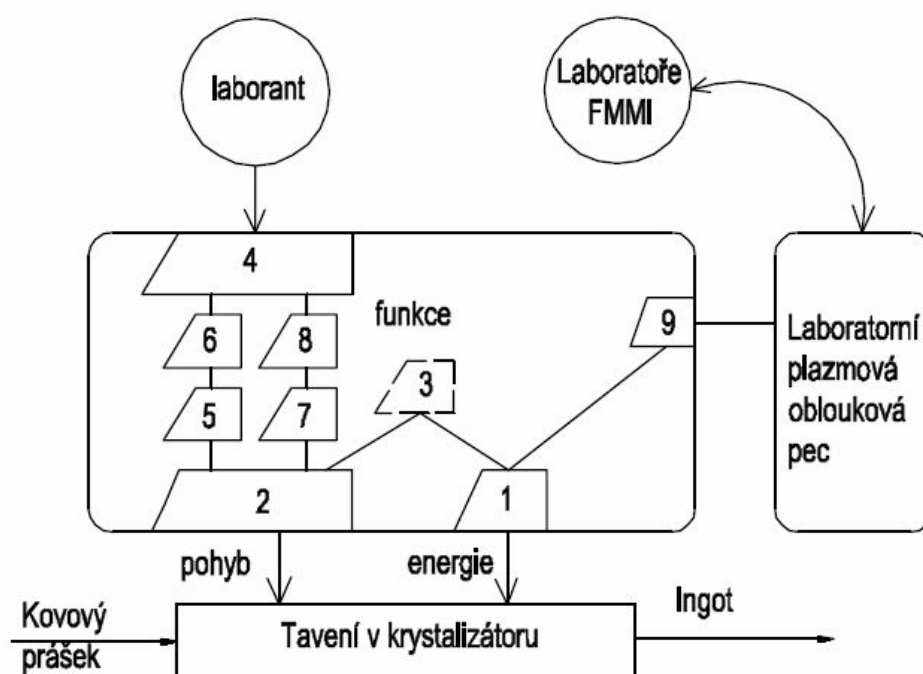 laborant
Laboratoře
FMMI
4
funkce
6
8
9
3
5
7
Laboratorní
plazmová
oblouková
pec
2
1
pohyb
energie
Kovový
prášek
Tavení v krystalizátoru
Ingot